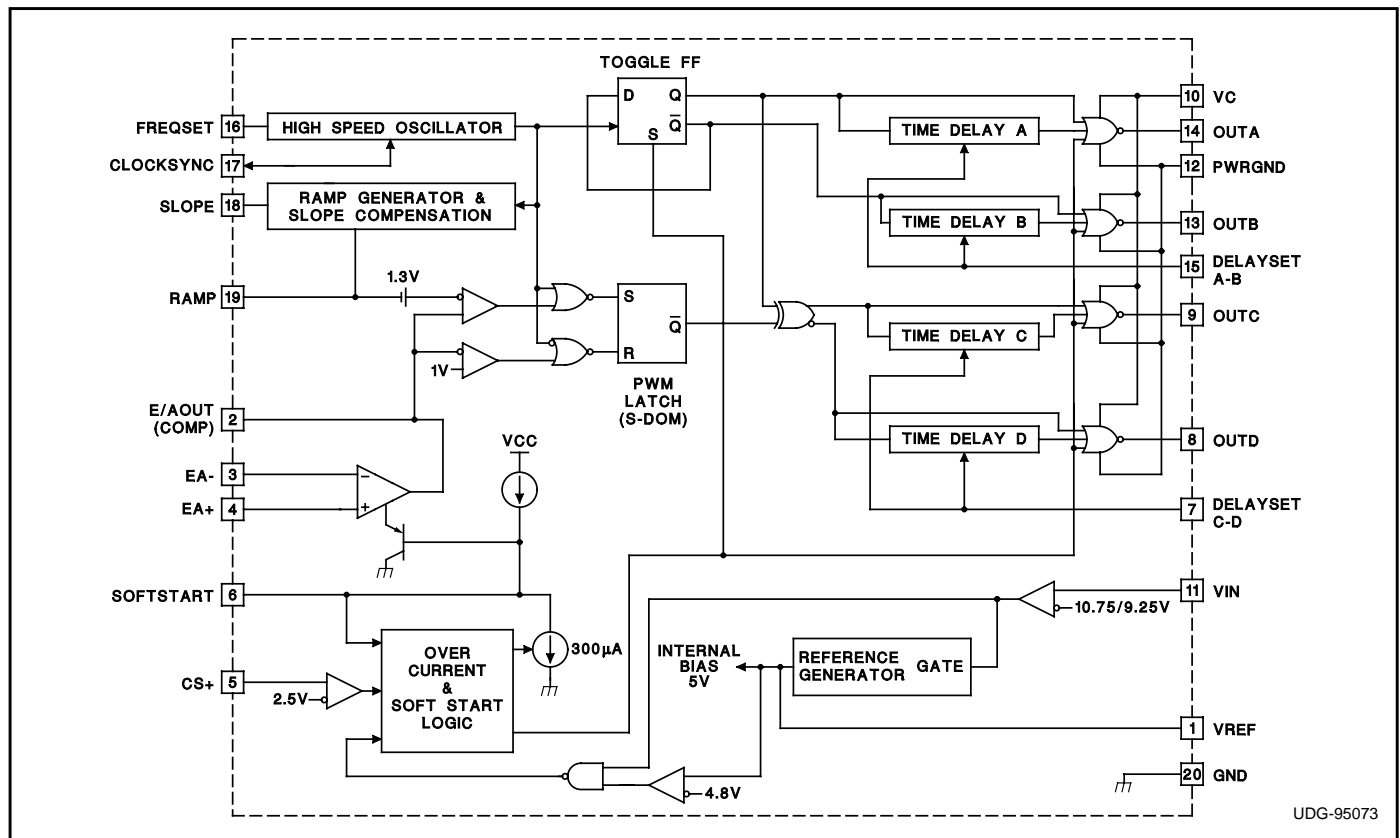 TOGGLE FF
D Q
Q
S
FREQSET 16
HIGH SPEED OSCILLATOR
CLOCKSYNC 17
SLOPE 18
RAMP GENERATOR &
SLOPE COMPENSATION
RAMP 19
1.3V
1V
S
Q
R
PWM
LATCH
(S-DOM)
E/AOUT
(COMP)
2
EA- 3
EA+ 4
−
+
VCC
SOFTSTART 6
CS+ 5
2.5V
OVER
CURRENT
&
SOFT START
LOGIC
300µA
TIME DELAY A
TIME DELAY B
TIME DELAY C
TIME DELAY D
10 VC
14 OUTA
12 PWRGND
13 OUTB
15 DELAYSET
A-B
9 OUTC
8 OUTD
7 DELAYSET
C-D
11 VIN
10.75/9.25V
INTERNAL
BIAS
5V
REFERENCE
GENERATOR
GATE
1 VREF
4.8V
20 GND
UDG-95073